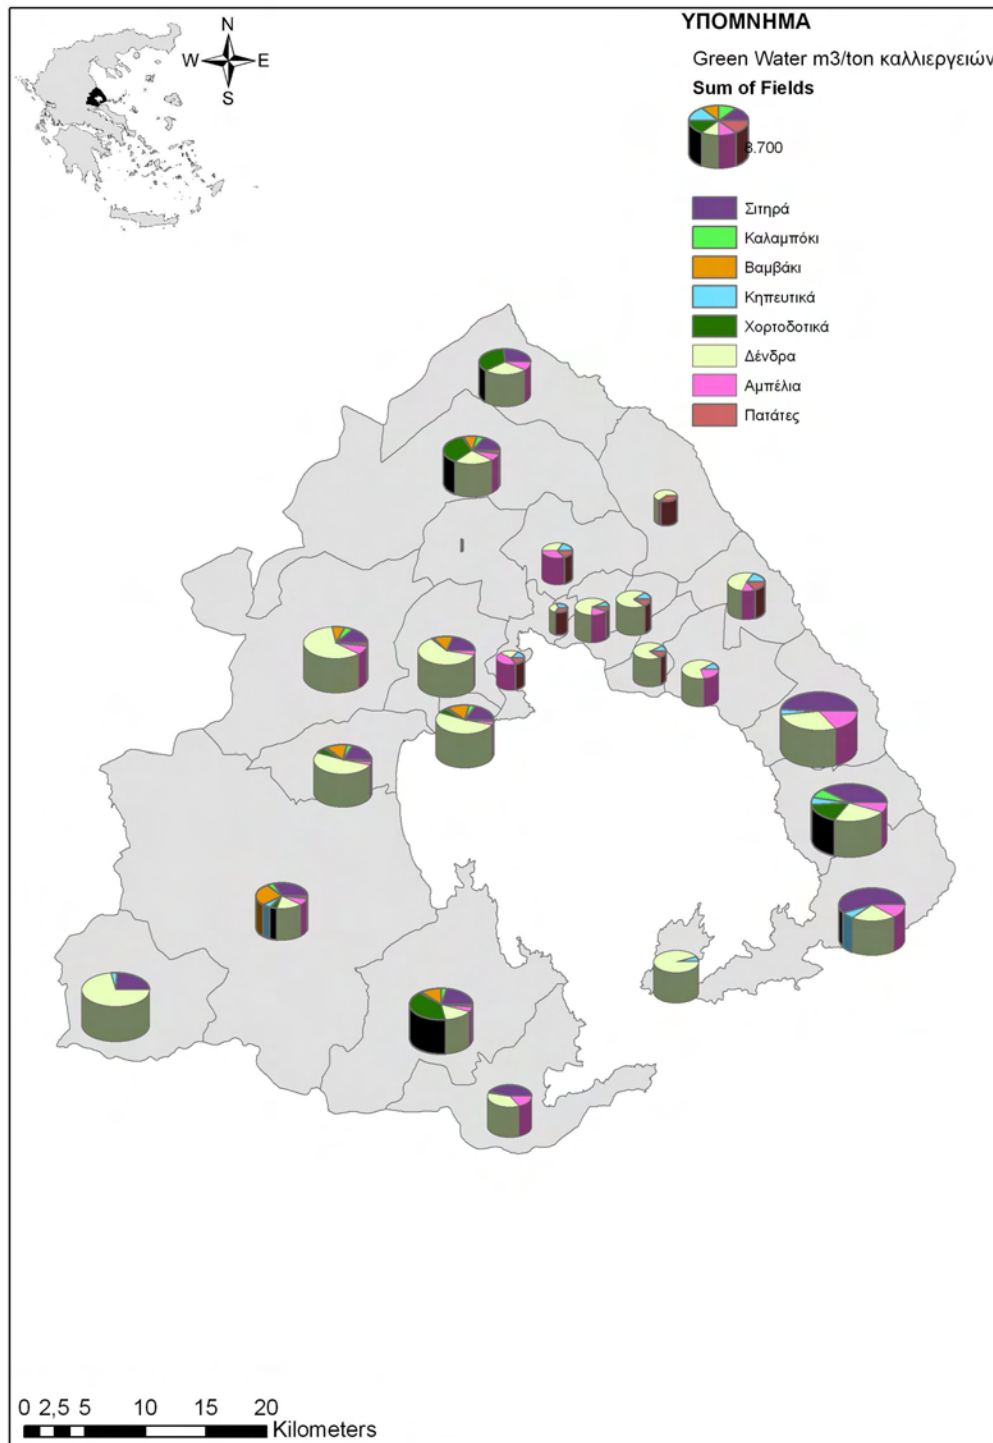 N
W E
S
ΥΠΟΜΝΗΜΑ
Green Water m3/ton καλλιεργειών
Sum of Fields
8.700
Σιτηρά
Καλαμπόκι
Βαμβάκι
Κηπευτικά
Χορτοδοτικά
Δένδρα
Αμπέλια
Πατάτες
0 2,5 5 10 15 20
Kilometers